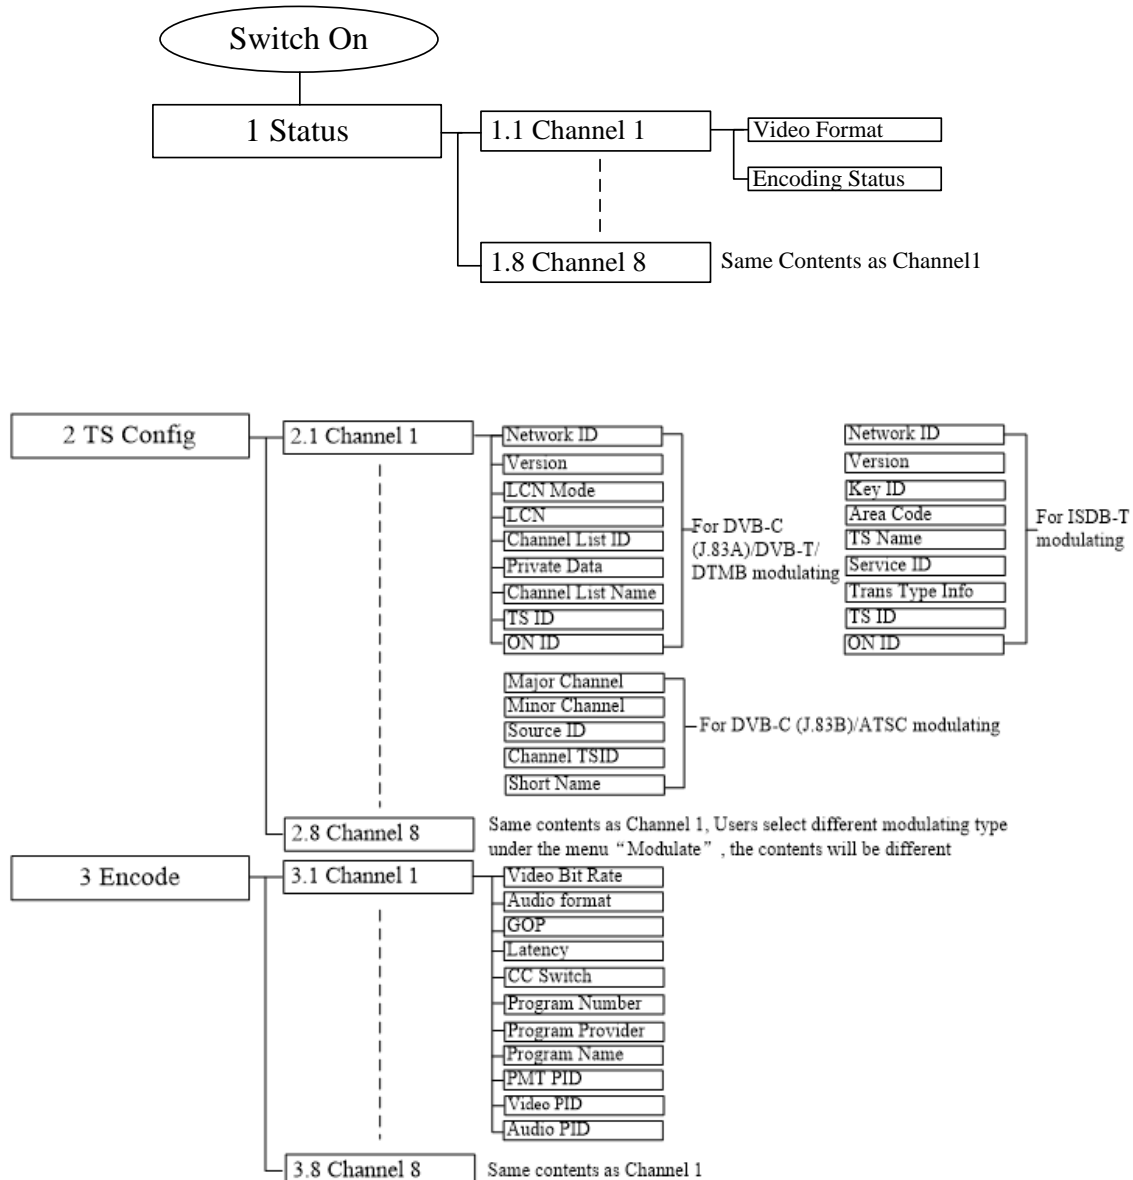 Switch On
1 Status
1.1 Channel 1
Video Format
Encoding Status
1.8 Channel 8
Same Contents as Channel1
2 TS Config
2.1 Channel 1
Network ID
Version
LCN Mode
LCN
Channel List ID
Private Data
Channel List Name
TS ID
ON ID
For DVB-C
(J.83A)/DVB-T/
DTMB modulating
Network ID
Version
Key ID
Area Code
TS Name
Service ID
Trans Type Info
TS ID
ON ID
For ISDB-T
modulating
Major Channel
Minor Channel
Source ID
Channel TSID
Short Name
For DVB-C (J.83B)/ATSC modulating
2.8 Channel 8
Same contents as Channel 1, Users select different modulating type
under the menu “Modulate” , the contents will be different
3 Encode
3.1 Channel 1
Video Bit Rate
Audio format
GOP
Latency
CC Switch
Program Number
Program Provider
Program Name
PMT PID
Video PID
Audio PID
3.8 Channel 8
Same contents as Channel 1